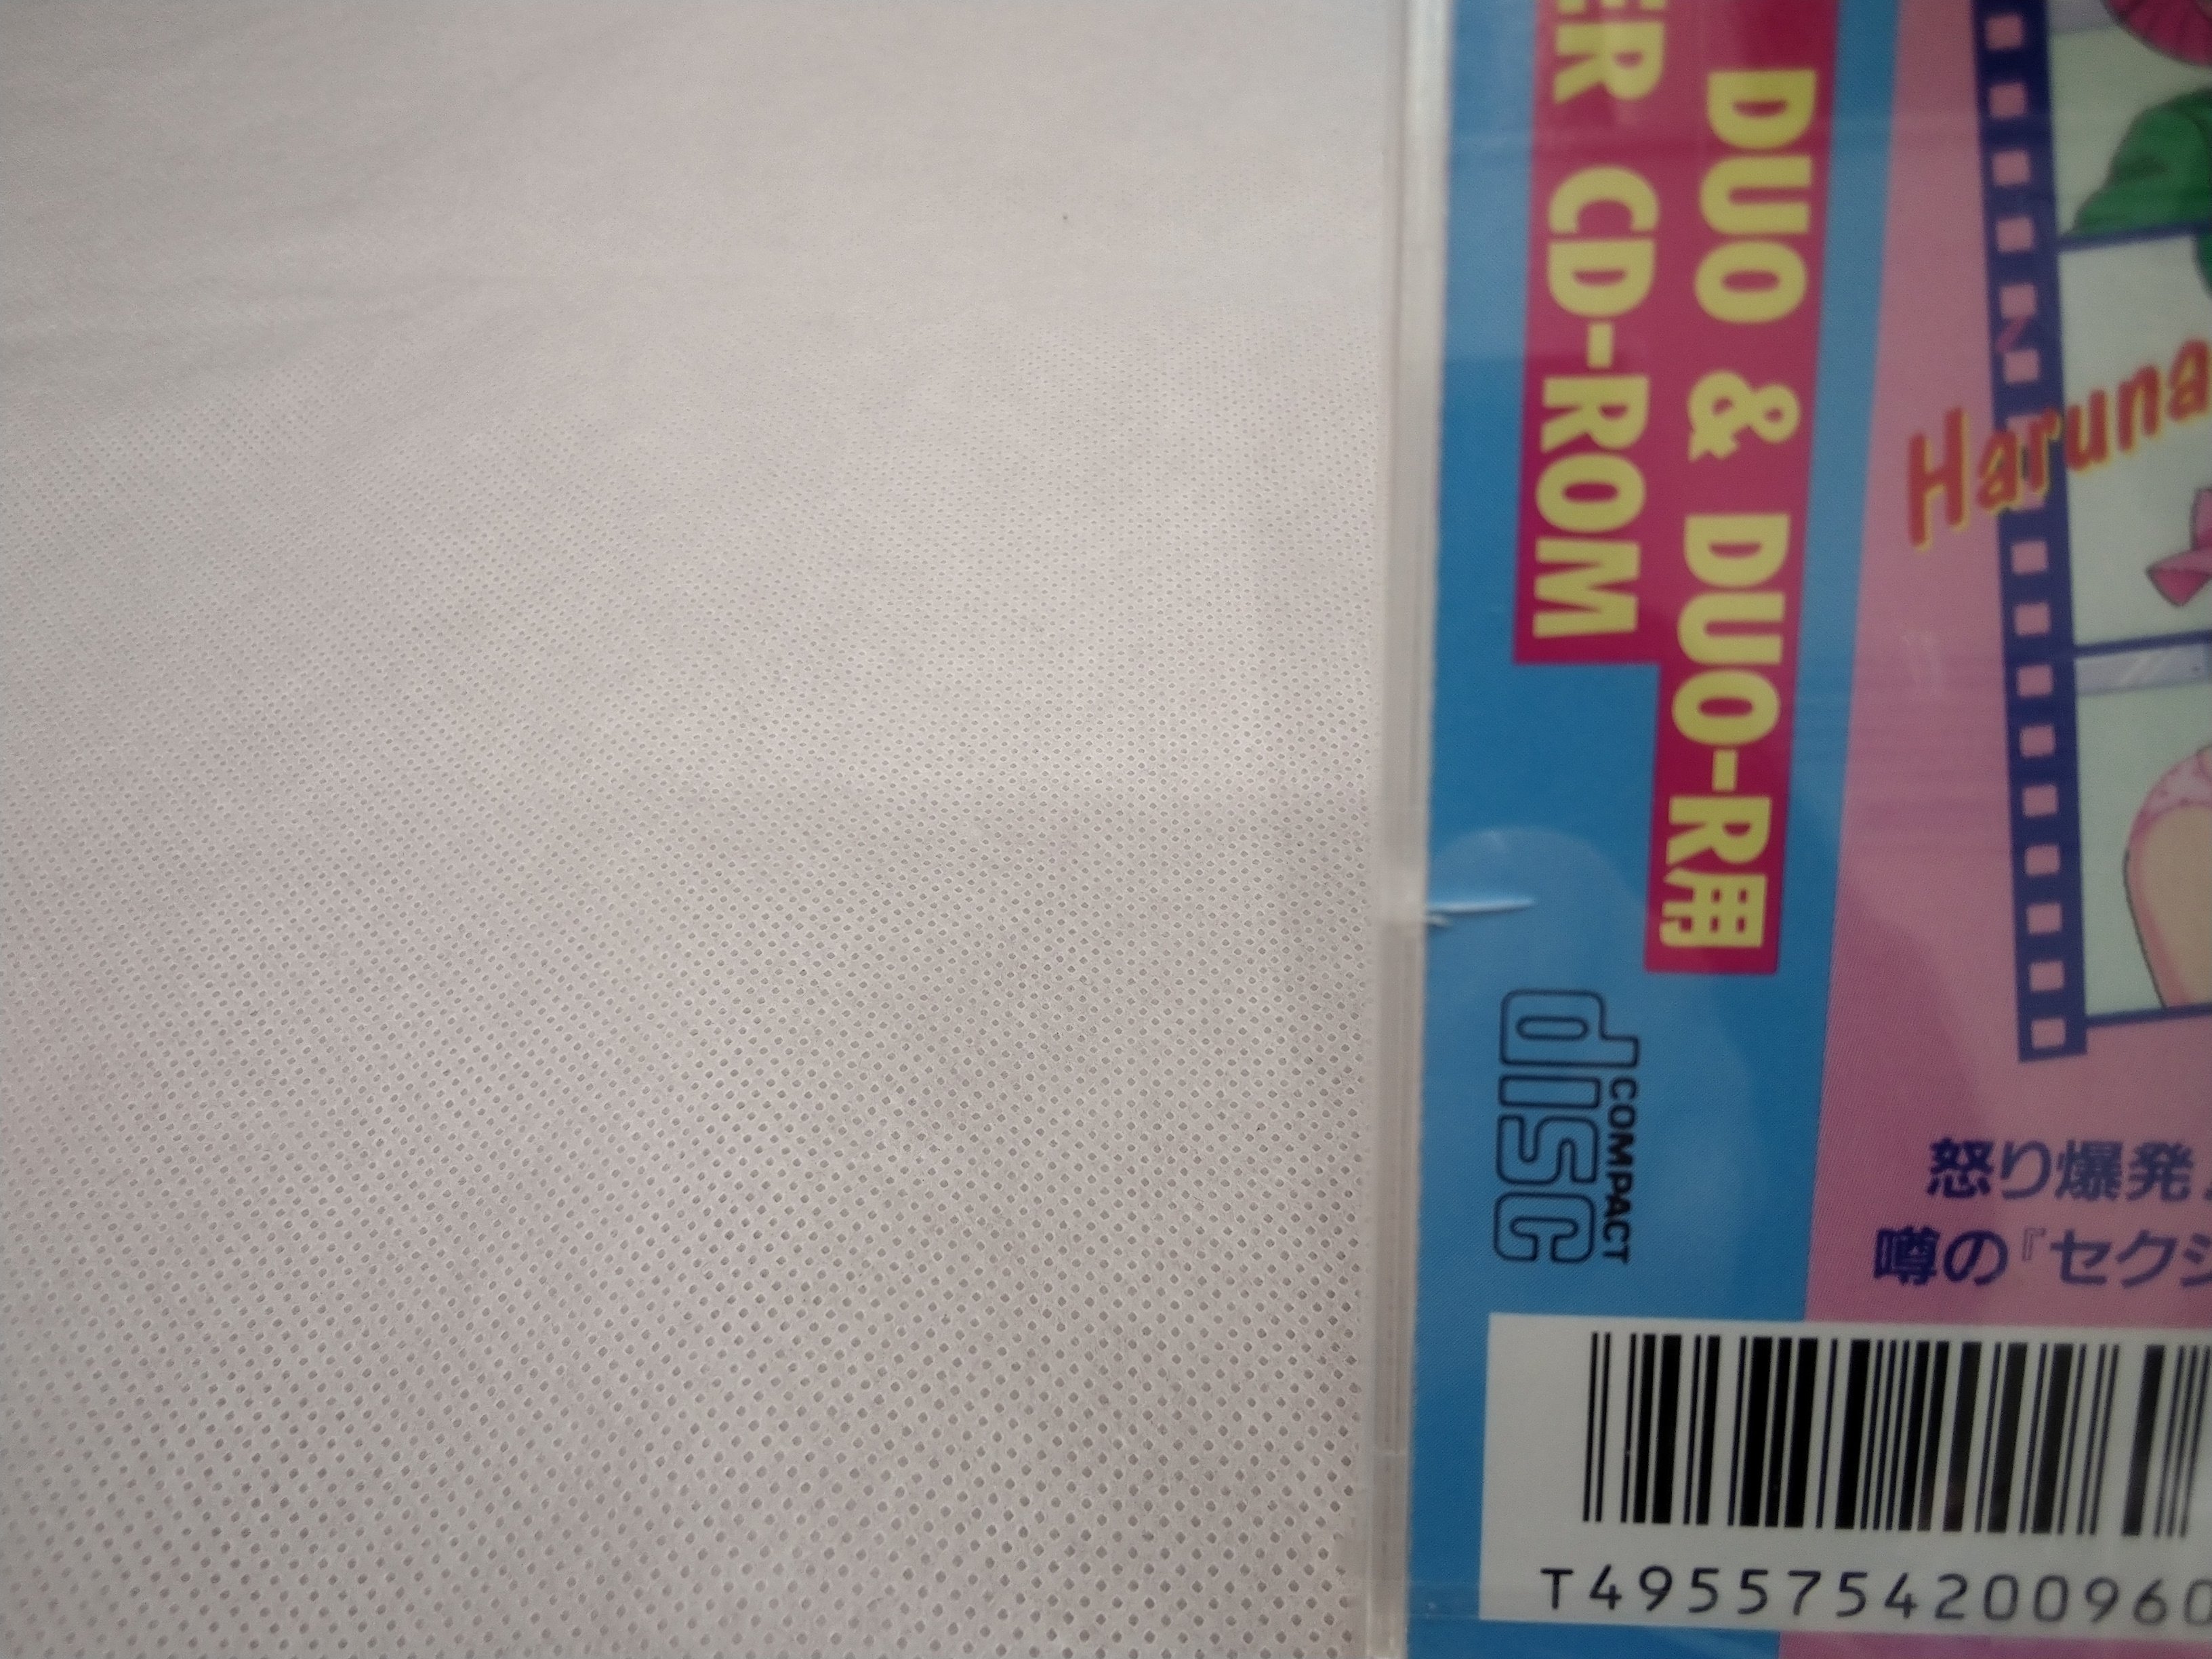 DUO & DUO-R用
ER CD-ROM
Haruna
COMPACT
disc
怒り爆発
噂の『セクシ
T4955754200960